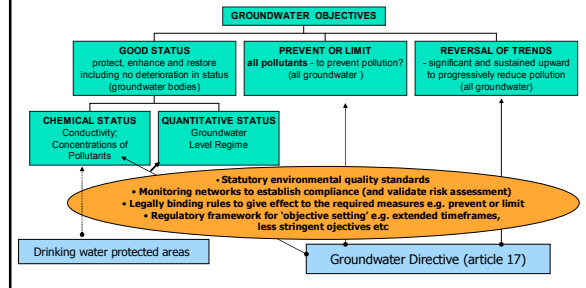 GROUNDWATER OBJECTIVES
GOOD STATUS
protect, enhance and restore
including no deterioration in status
(groundwater bodies)
PREVENT OR LIMIT
all pollutants - to prevent pollution?
(all groundwater )
REVERSAL OF TRENDS
- significant and sustained upward
to progressively reduce pollution
(all groundwater)
CHEMICAL STATUS
Conductivity;
Concentrations of
Pollutants
QUANTITATIVE STATUS
Groundwater
Level Regime
• Statutory environmental quality standards
• Monitoring networks to establish compliance (and validate risk assessment)
• Legally binding rules to give effect to the required measures e.g. prevent or limit
• Regulatory framework for ‘objective setting’ e.g. extended timeframes,
less stringent ojectives etc
Drinking water protected areas
Groundwater Directive (article 17)